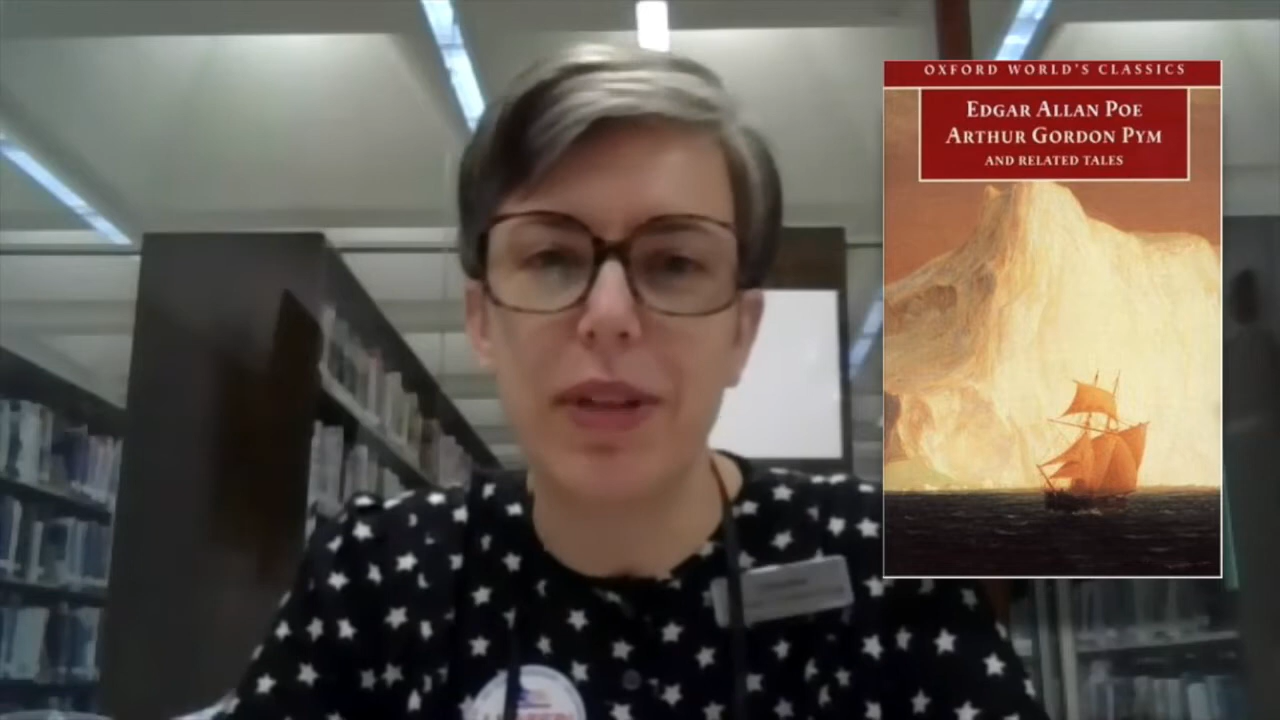 OXFORD WORLD'S CLASSICS
EDGAR ALLAN POE
ARTHUR GORDON PYM
AND RELATED TALES